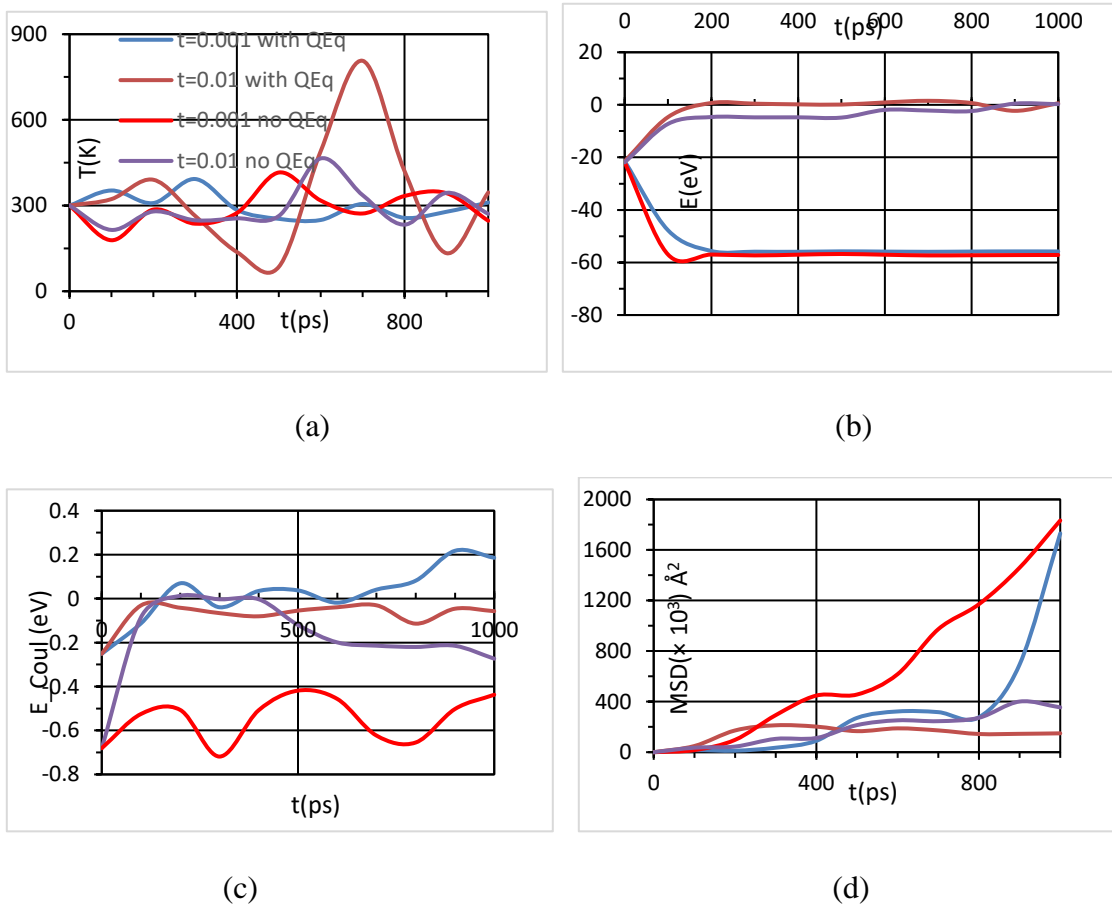 900
600
300
0
T(K)
t=0.001 with QEq
t=0.01 with QEq
t=0.001 no QEq
t=0.01 no QEq
0 400 800
t(ps)
(a)
0 200 400 600 800 1000
t(ps)
20
0
-20
-40
-60
-80
E(eV)
(b)
0.4
0.2
0
-0.2
-0.4
-0.6
-0.8
E_Coul (eV)
0 500 1000
t(ps)
(c)
2000
1600
1200
800
400
0
MSD(× 10³) Å²
0 400 800
t(ps)
(d)